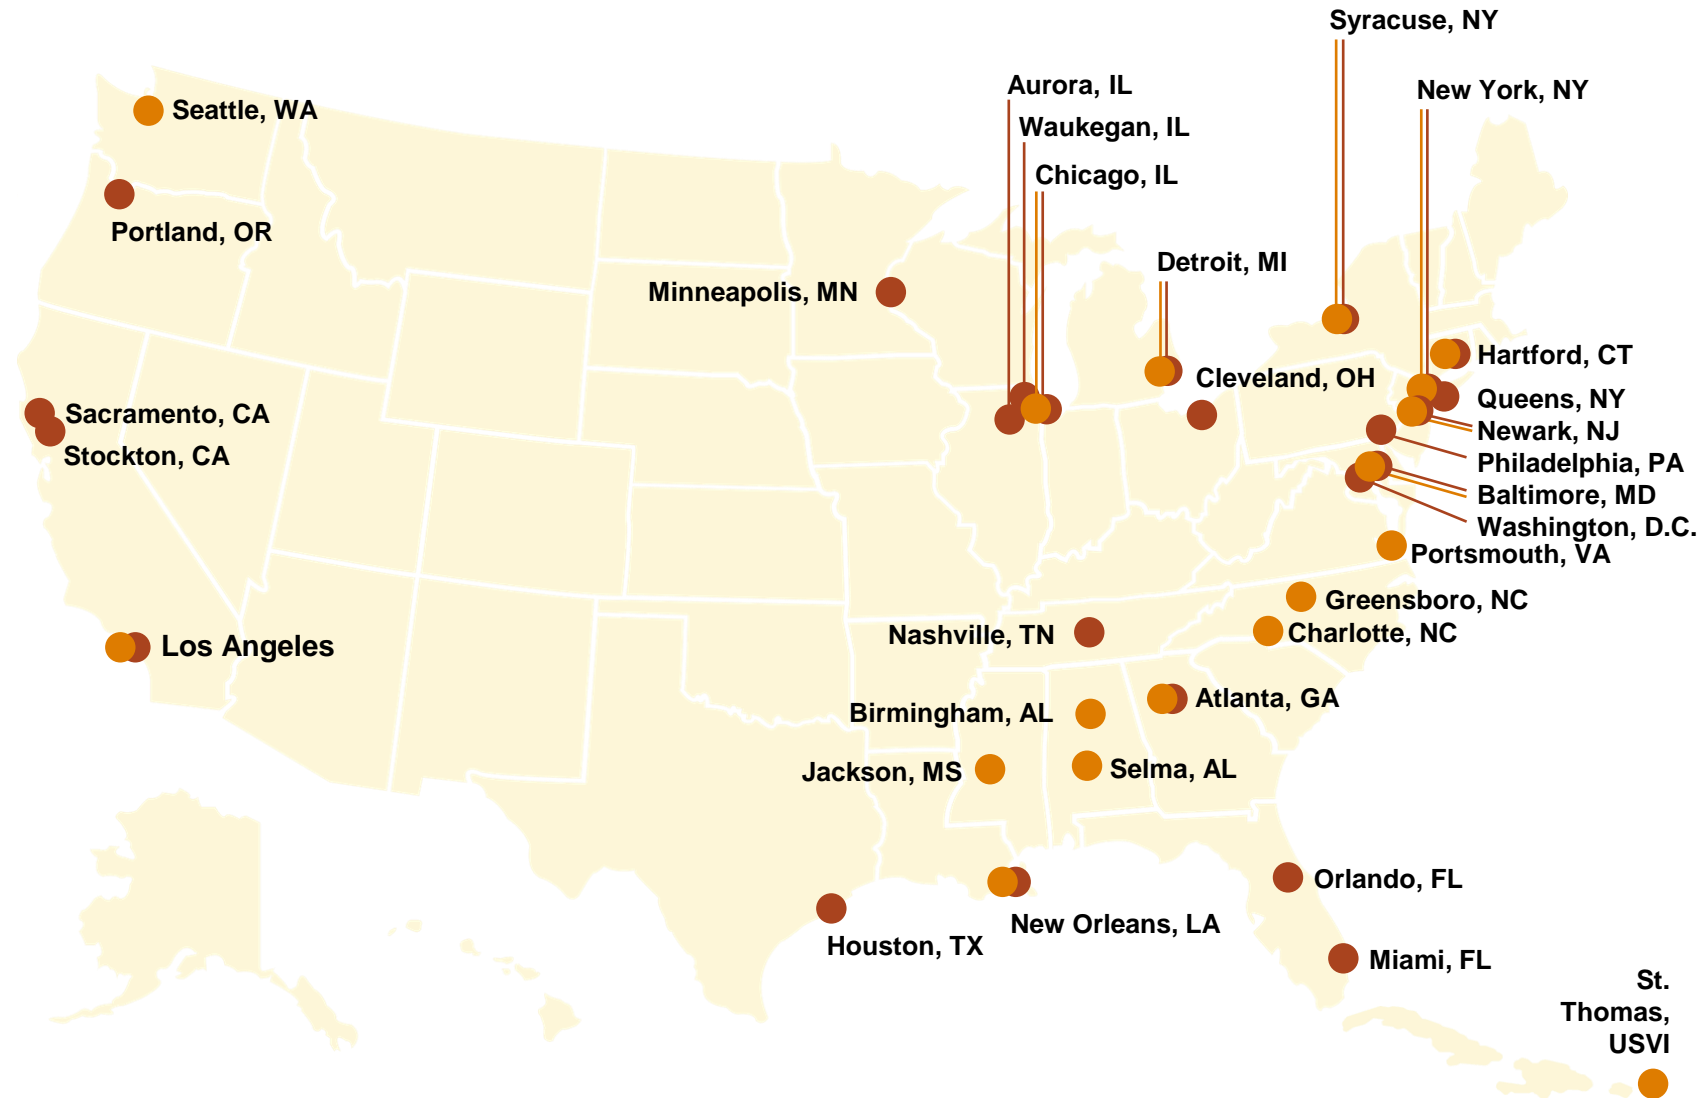 Syracuse, NY
Aurora, IL
New York, NY
Seattle, WA
Waukegan, IL
Chicago, IL
Portland, OR
Detroit, MI
Minneapolis, MN
Hartford, CT
Cleveland, OH
Queens, NY
Sacramento, CA
Newark, NJ
Stockton, CA
Philadelphia, PA
Baltimore, MD
Washington, D.C.
Portsmouth, VA
Greensboro, NC
Nashville, TN
Charlotte, NC
Los Angeles
Atlanta, GA
Birmingham, AL
Jackson, MS
Selma, AL
Orlando, FL
New Orleans, LA
Houston, TX
Miami, FL
St.
Thomas,
USVI